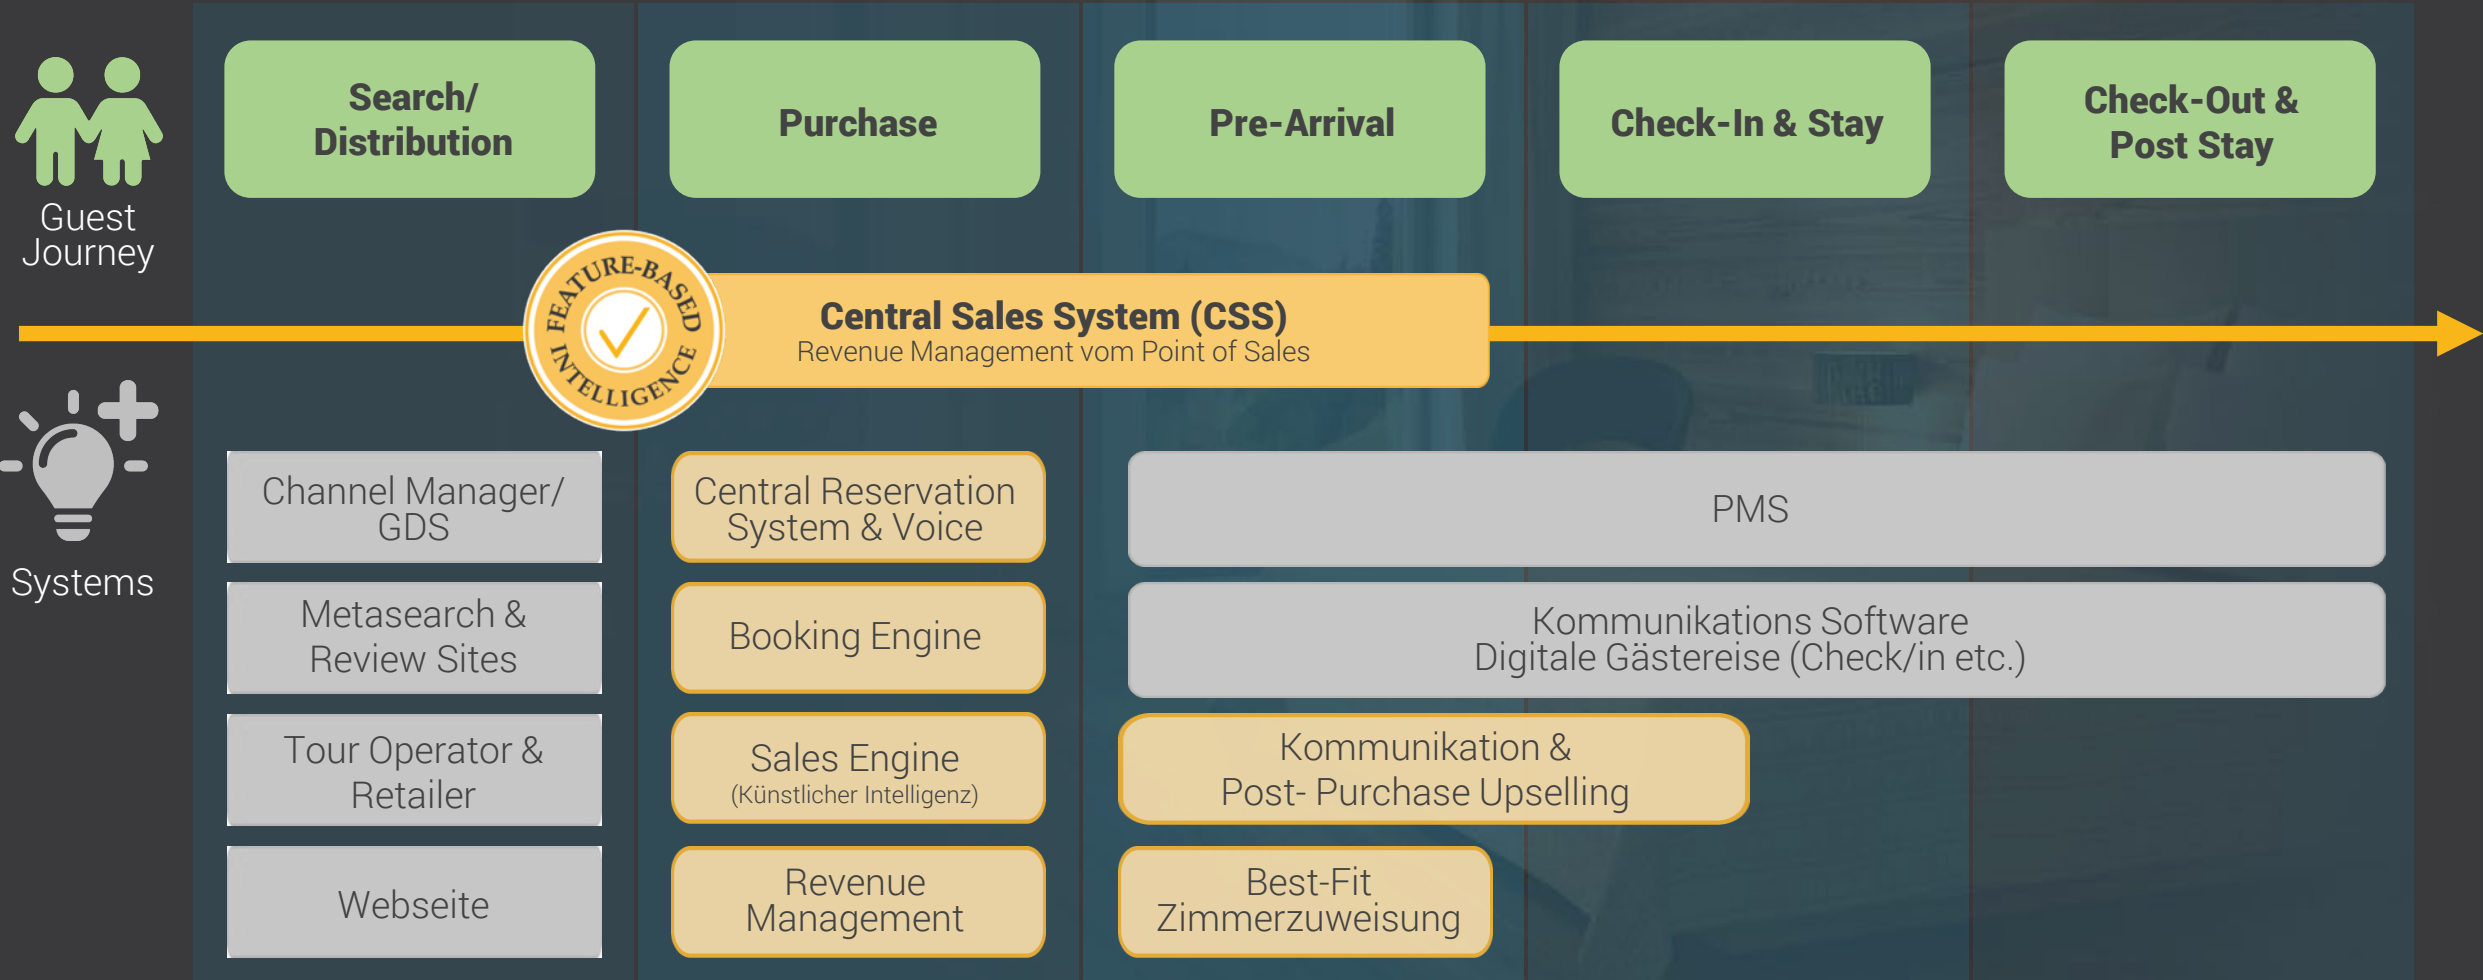 Search/
Distribution
Purchase
Pre-Arrival
Check-In & Stay
Check-Out &
Post Stay
Guest
Journey
FEATURE-BASED
INTELLIGENCE
Central Sales System (CSS)
Revenue Management vom Point of Sales
Systems
Channel Manager/
GDS
Central Reservation
System & Voice
PMS
Metasearch &
Review Sites
Booking Engine
Kommunikations Software
Digitale Gästereise (Check/in etc.)
Tour Operator &
Retailer
Sales Engine
(Künstlicher Intelligenz)
Kommunikation &
Post- Purchase Upselling
Webseite
Revenue
Management
Best-Fit
Zimmerzuweisung